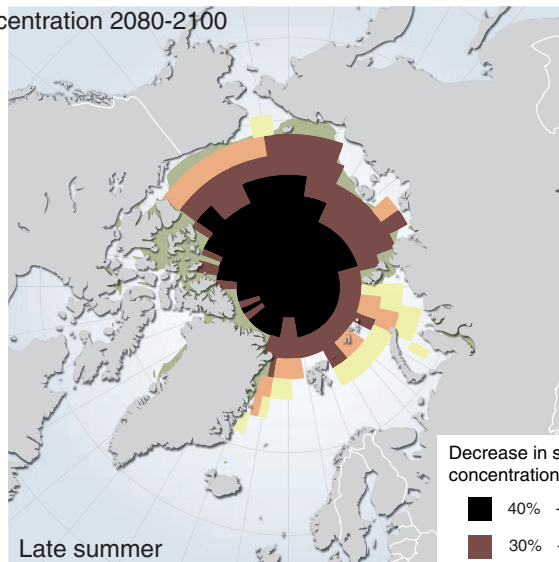 centration 2080-2100
Late summer
Decrease in s
concentration
40% -
30% -